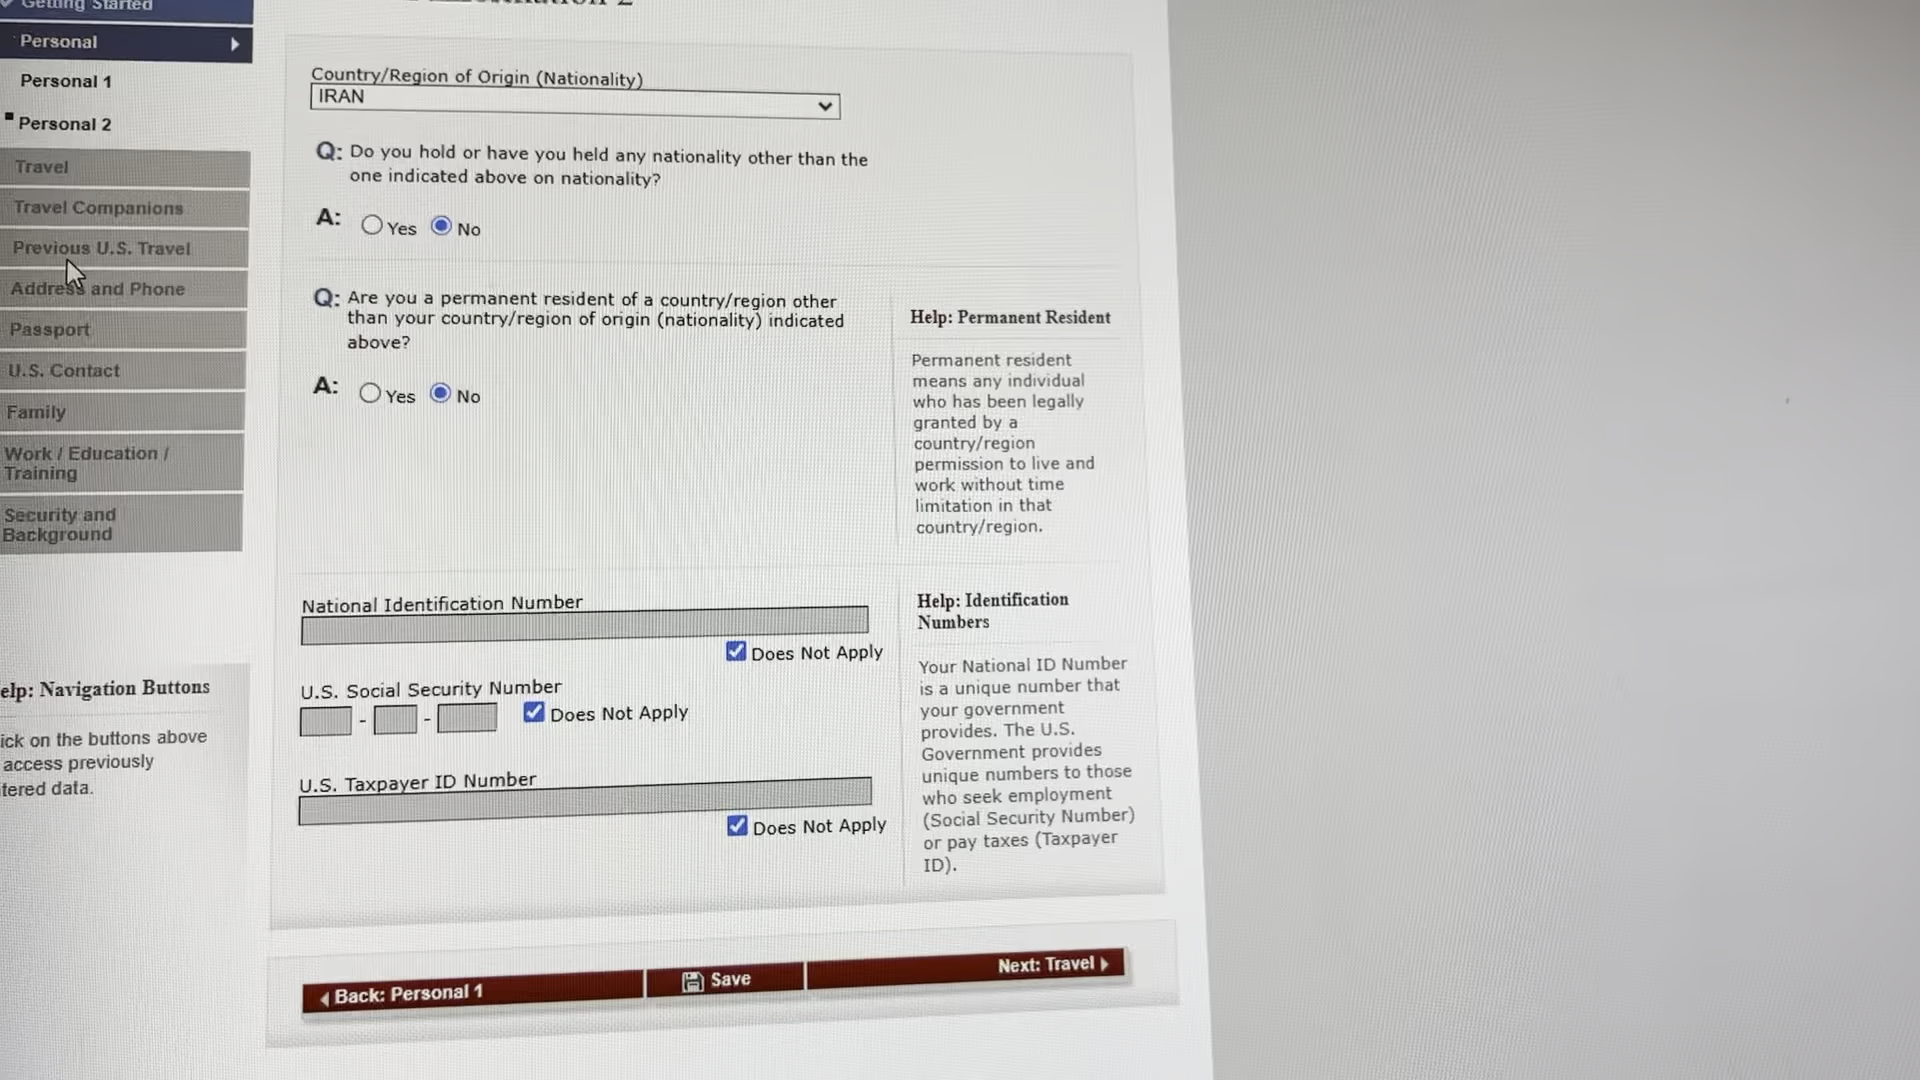 Getting Started
Personal
Personal 1
Personal 2
Travel
Travel Companions
Previous U.S. Travel
Address and Phone
Passport
U.S. Contact
Family
Work / Education /
Training
Security and
Background
elp: Navigation Buttons
ick on the buttons above
access previously
tered data.
2
Country/Region of Origin (Nationality)
IRAN
Q: Do you hold or have you held any nationality other than the
one indicated above on nationality?
A: Yes No
Q: Are you a permanent resident of a country/region other
than your country/region of origin (nationality) indicated
above?
A: Yes No
Help: Permanent Resident
Permanent resident
means any individual
who has been legally
granted by a
country/region
permission to live and
work without time
limitation in that
country/region.
National Identification Number
Does Not Apply
U.S. Social Security Number
- - Does Not Apply
U.S. Taxpayer ID Number
Does Not Apply
Help: Identification
Numbers
Your National ID Number
is a unique number that
your government
provides. The U.S.
Government provides
unique numbers to those
who seek employment
(Social Security Number)
or pay taxes (Taxpayer
ID).
Back: Personal 1
Save
Next: Travel